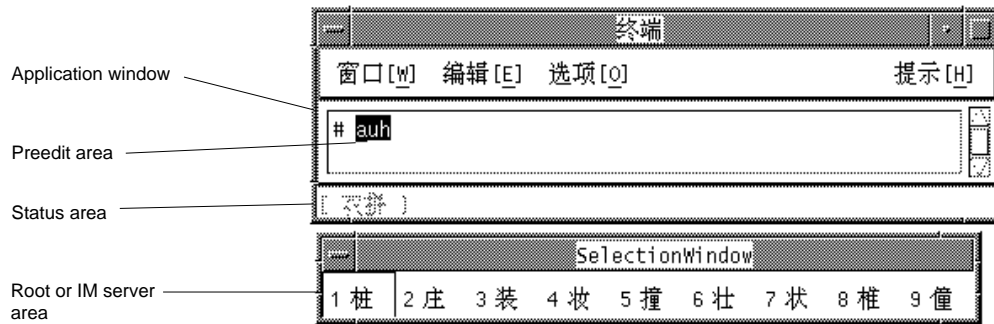 终端
Application window
窗口[W] 编辑[E] 选项[O] 提示[H]
# auh
Preedit area
Status area
[ 双拼 ]
SelectionWindow
Root or IM server
area
1 桩 2 庄 3 装 4 妆 5 撞 6 壮 7 状 8 椎 9 僮